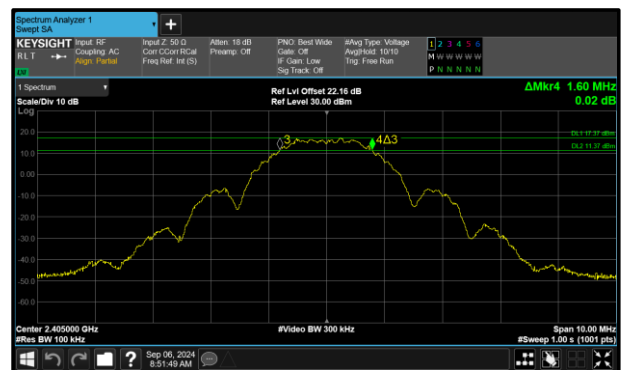 Spectrum Analyzer 1
Swept SA
+
KEYSIGHT
RLT
Input: RF
Coupling: AC
Align: Partial
Input Z: 50 Ω
Corr CCorr RCal
Freq Ref: Int (S)
Atten: 18 dB
Preamp: Off
PNO: Best Wide
Gate: Off
IF Gain: Low
Sig Track: Off
#Avg Type: Voltage
Avg|Hold: 10/10
Trig: Free Run
1 2 3 4 5 6
M W W W W W
P N N N N N
1 Spectrum
Scale/Div 10 dB
Log
Ref Lvl Offset 22.16 dB
Ref Level 30.00 dBm
ΔMkr4 1.60 MHz
0.02 dB
20.0
10.0
0.00
-10.0
-20.0
-30.0
-40.0
-50.0
-60.0
3
4Δ3
DL1 17.37 dBm
DL2 11.37 dBm
Center 2.405000 GHz
#Res BW 100 kHz
#Video BW 300 kHz
Span 10.00 MHz
#Sweep 1.00 s (1001 pts)
?
Sep 06, 2024
8:51:49 AM